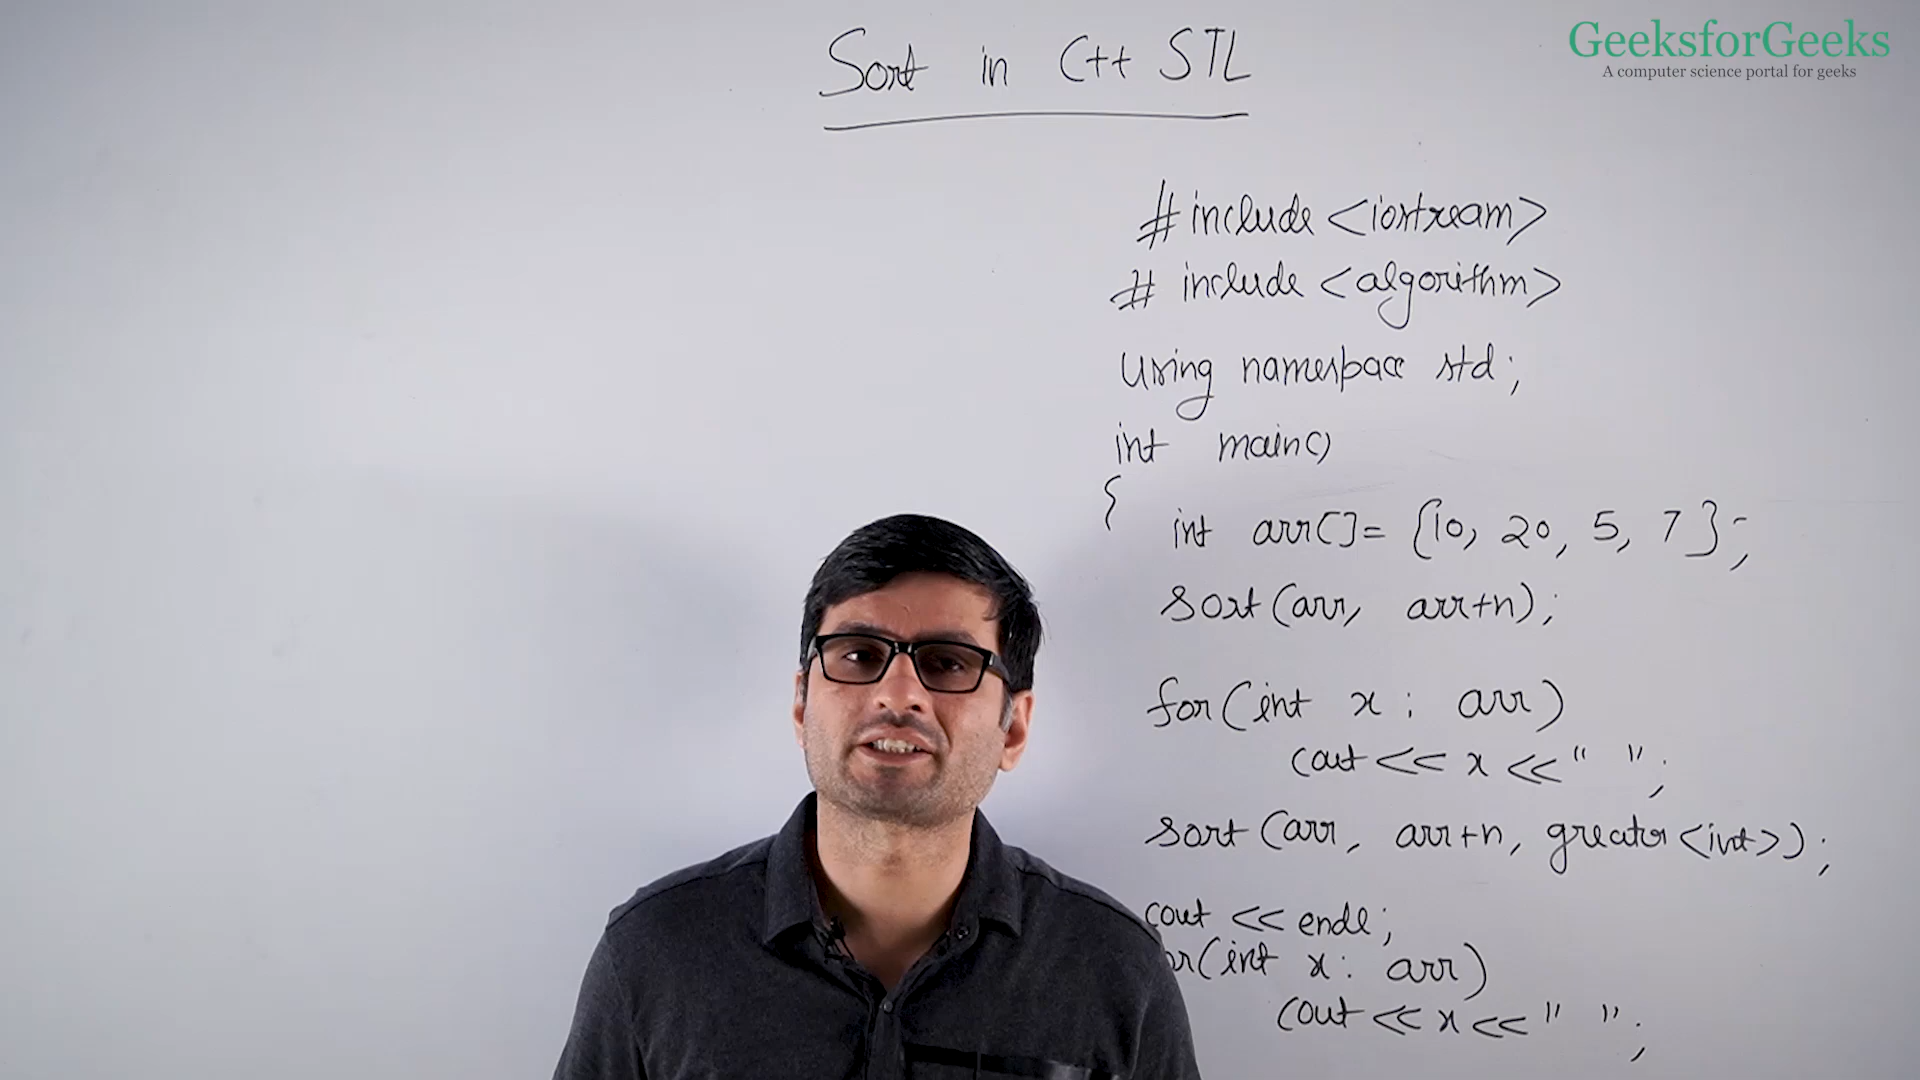 GeeksforGeeks
A computer science portal for geeks
Sort in C++ STL
#include <iostream>
# include <algorithm>
using namespace std;
int main()
{
int arr[]= {10, 20, 5, 7};
sort(arr, arr+n);
for(int x : arr)
cout << x <<" ";
sort (arr, arr+n, greater<int>);
cout << endl;
or(int x: arr)
cout << x << " ";